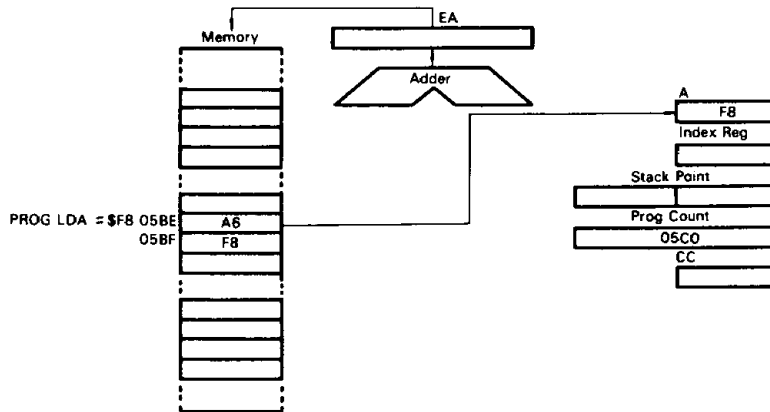 EA
Memory
Adder
A
F8
Index Reg
Stack Point
Prog Count
05C0
CC
PROG LDA = $F8 05BE A6
05BF F8